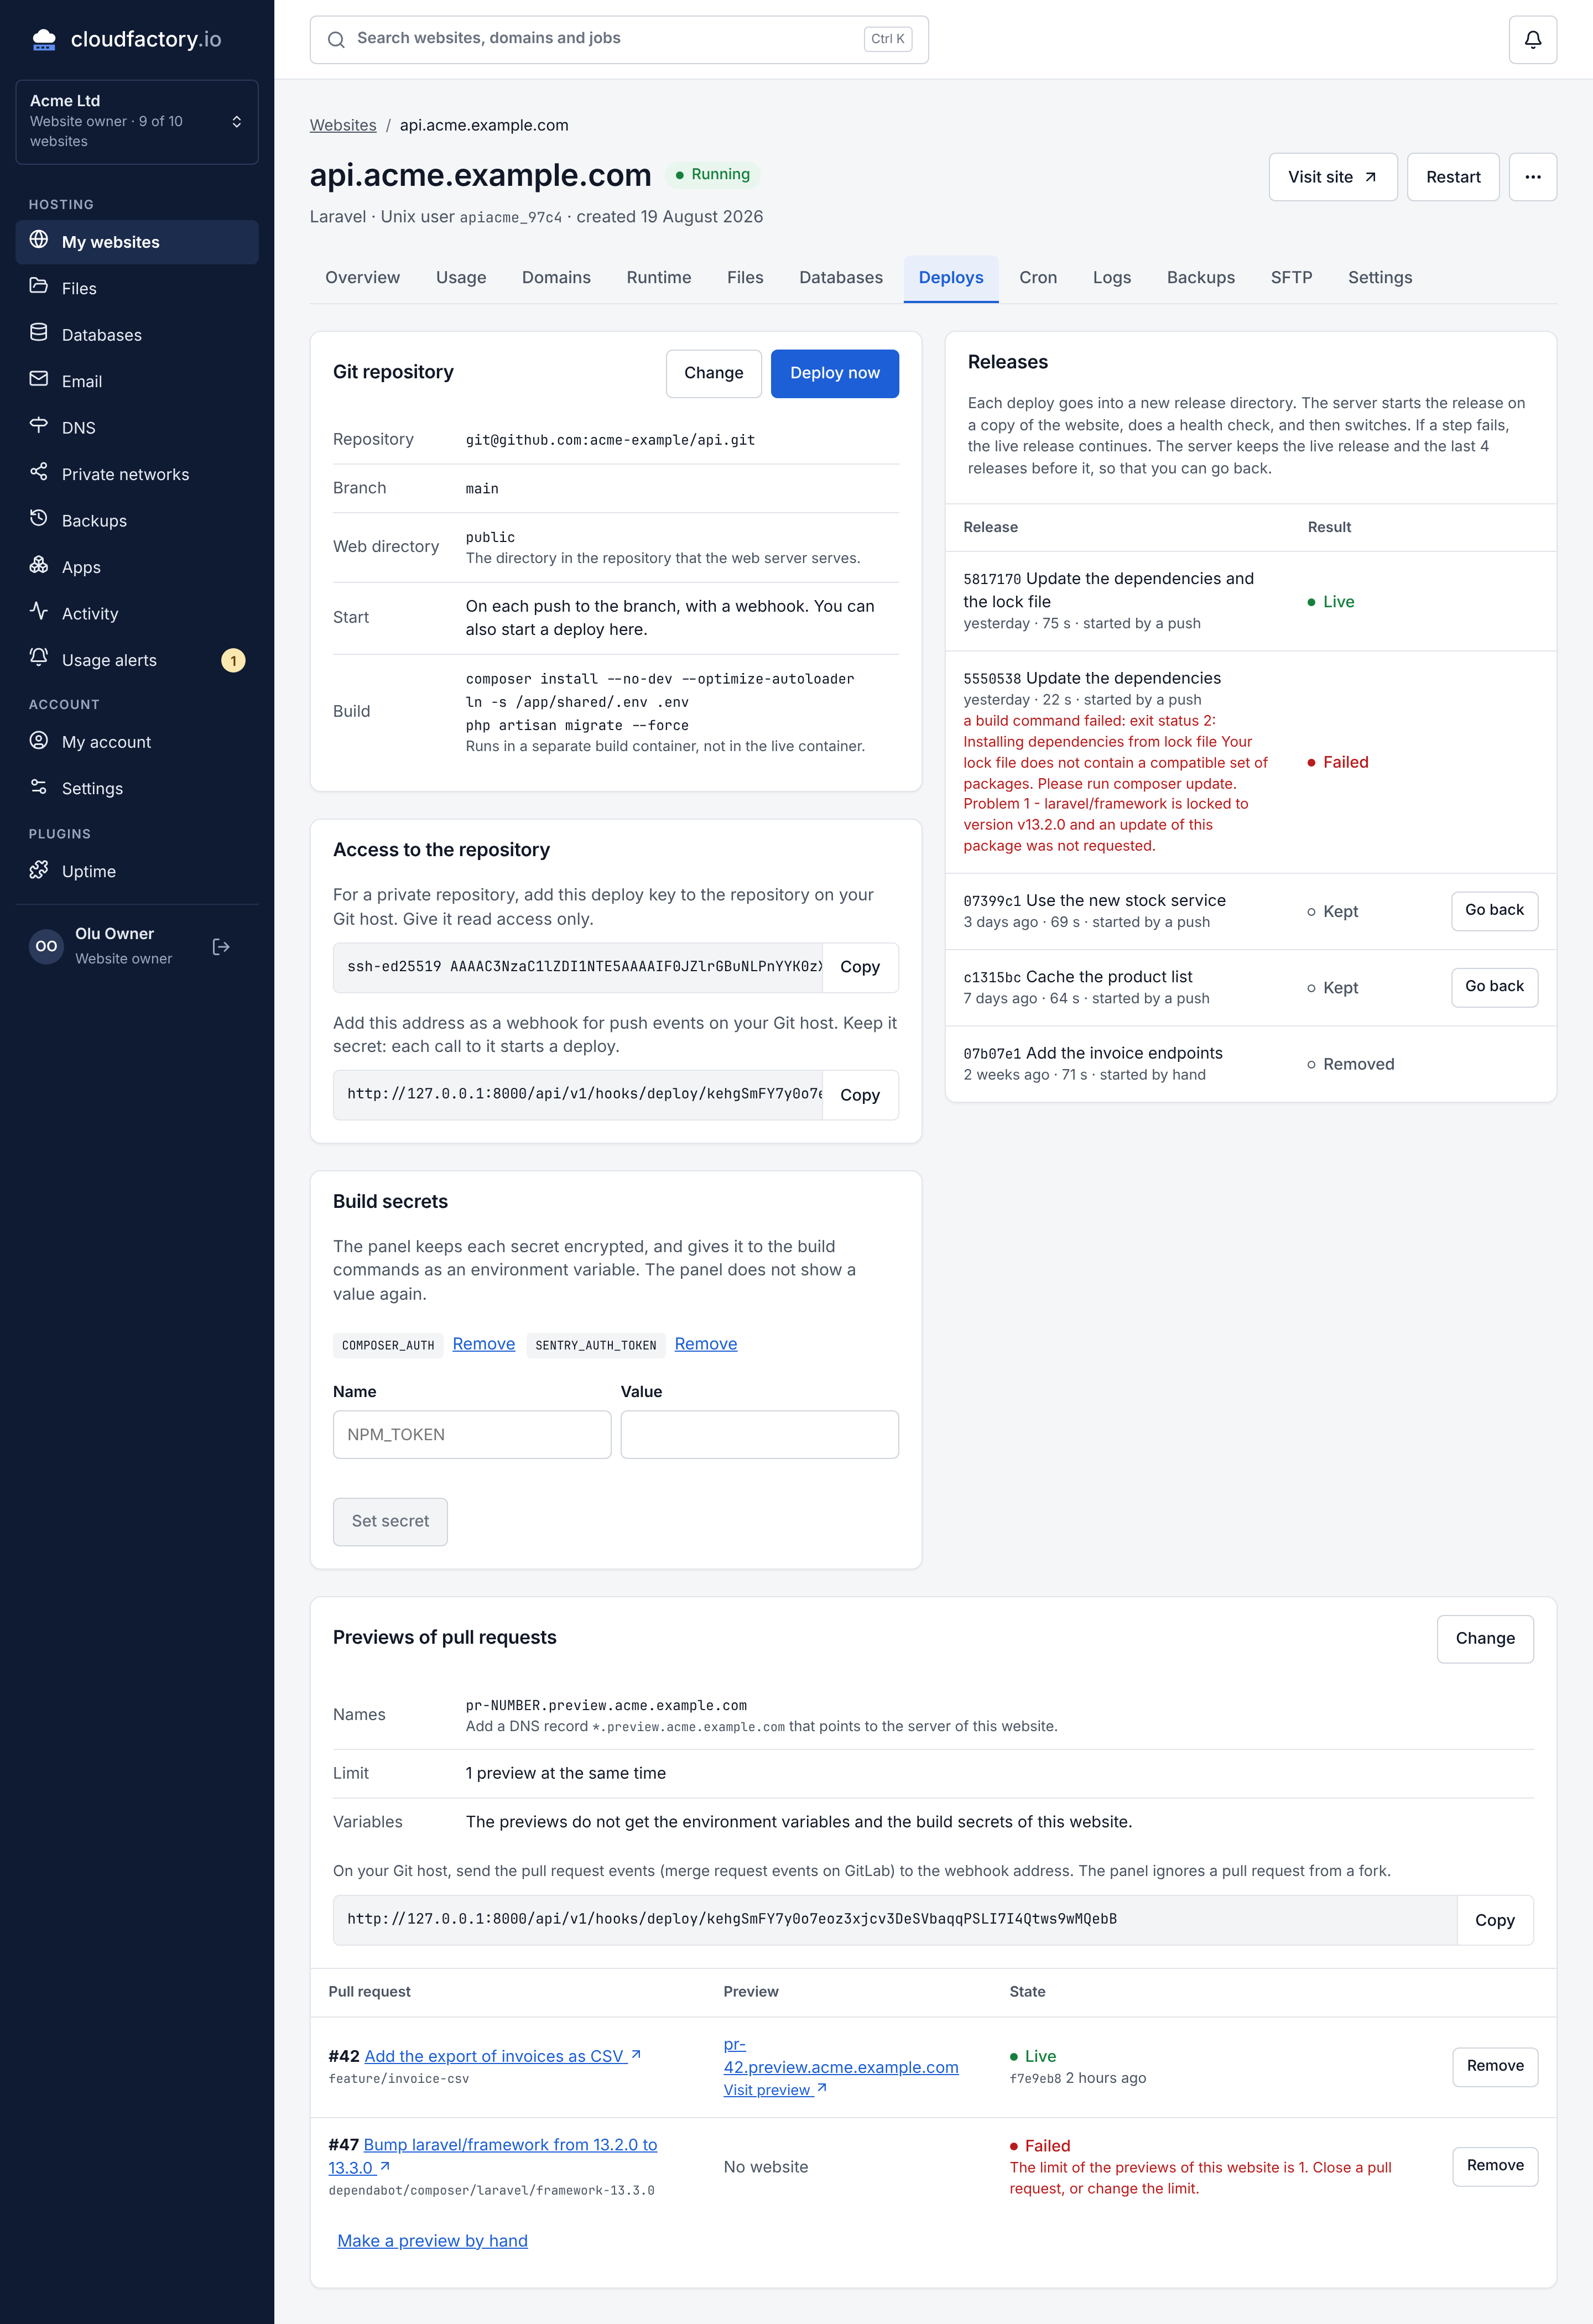 cloudfactory.io
Acme Ltd
Website owner · 9 of 10
websites
HOSTING
My websites
Files
Databases
Email
DNS
Private networks
Backups
Apps
Activity
Usage alerts 1
ACCOUNT
My account
Settings
PLUGINS
Uptime
OO Olu Owner
Website owner
Search websites, domains and jobs Ctrl K
Websites / api.acme.example.com
api.acme.example.com Running
Visit site Restart
Laravel · Unix user apiacme_97c4 · created 19 August 2026
Overview Usage Domains Runtime Files Databases Deploys Cron Logs Backups SFTP Settings
Git repository Change Deploy now
Repository git@github.com:acme-example/api.git
Branch main
Web directory public
The directory in the repository that the web server serves.
Start On each push to the branch, with a webhook. You can
also start a deploy here.
Build composer install --no-dev --optimize-autoloader
ln -s /app/shared/.env .env
php artisan migrate --force
Runs in a separate build container, not in the live container.
Access to the repository
For a private repository, add this deploy key to the repository on your
Git host. Give it read access only.
ssh-ed25519 AAAAC3NzaC1lZDI1NTE5AAAAIF0JZlrGBuNLPnYYK0zX Copy
Add this address as a webhook for push events on your Git host. Keep it
secret: each call to it starts a deploy.
http://127.0.0.1:8000/api/v1/hooks/deploy/kehgSmFY7y0o7e Copy
Build secrets
The panel keeps each secret encrypted, and gives it to the build
commands as an environment variable. The panel does not show a
value again.
COMPOSER_AUTH Remove SENTRY_AUTH_TOKEN Remove
Name Value
NPM_TOKEN
Set secret
Releases
Each deploy goes into a new release directory. The server starts the release on
a copy of the website, does a health check, and then switches. If a step fails,
the live release continues. The server keeps the live release and the last 4
releases before it, so that you can go back.
Release Result
5817170 Update the dependencies and
the lock file
yesterday · 75 s · started by a push
Live
5550538 Update the dependencies
yesterday · 22 s · started by a push
a build command failed: exit status 2:
Installing dependencies from lock file Your
lock file does not contain a compatible set of
packages. Please run composer update.
Problem 1 - laravel/framework is locked to
version v13.2.0 and an update of this
package was not requested.
Failed
07399c1 Use the new stock service
3 days ago · 69 s · started by a push
Kept Go back
c1315bc Cache the product list
7 days ago · 64 s · started by a push
Kept Go back
07b07e1 Add the invoice endpoints
2 weeks ago · 71 s · started by hand
Removed
Previews of pull requests Change
Names pr-NUMBER.preview.acme.example.com
Add a DNS record *.preview.acme.example.com that points to the server of this website.
Limit 1 preview at the same time
Variables The previews do not get the environment variables and the build secrets of this website.
On your Git host, send the pull request events (merge request events on GitLab) to the webhook address. The panel ignores a pull request from a fork.
http://127.0.0.1:8000/api/v1/hooks/deploy/kehgSmFY7y0o7eoz3xjcv3DeSVbaqqPSLI7I4Qtws9wMQebB Copy
Pull request Preview State
#42 Add the export of invoices as CSV
feature/invoice-csv
pr-
42.preview.acme.example.com
Visit preview
Live
f7e9eb8 2 hours ago
Remove
#47 Bump laravel/framework from 13.2.0 to
13.3.0
dependabot/composer/laravel/framework-13.3.0
No website
Failed
The limit of the previews of this website is 1. Close a pull
request, or change the limit.
Remove
Make a preview by hand